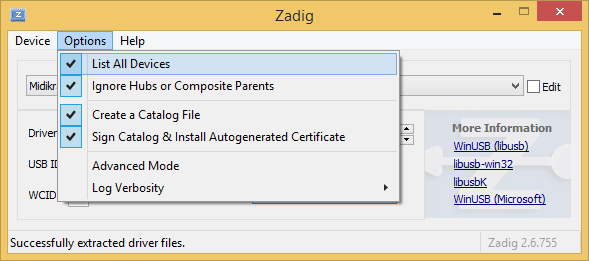 Zadig
Device Options Help
List All Devices
Ignore Hubs or Composite Parents
Create a Catalog File
Sign Catalog & Install Autogenerated Certificate
Advanced Mode
Log Verbosity
Midikr
Edit
Driver
USB ID
WCID
More Information
WinUSB (libusb)
libusb-win32
libusbK
WinUSB (Microsoft)
Successfully extracted driver files.
Zadig 2.6.755